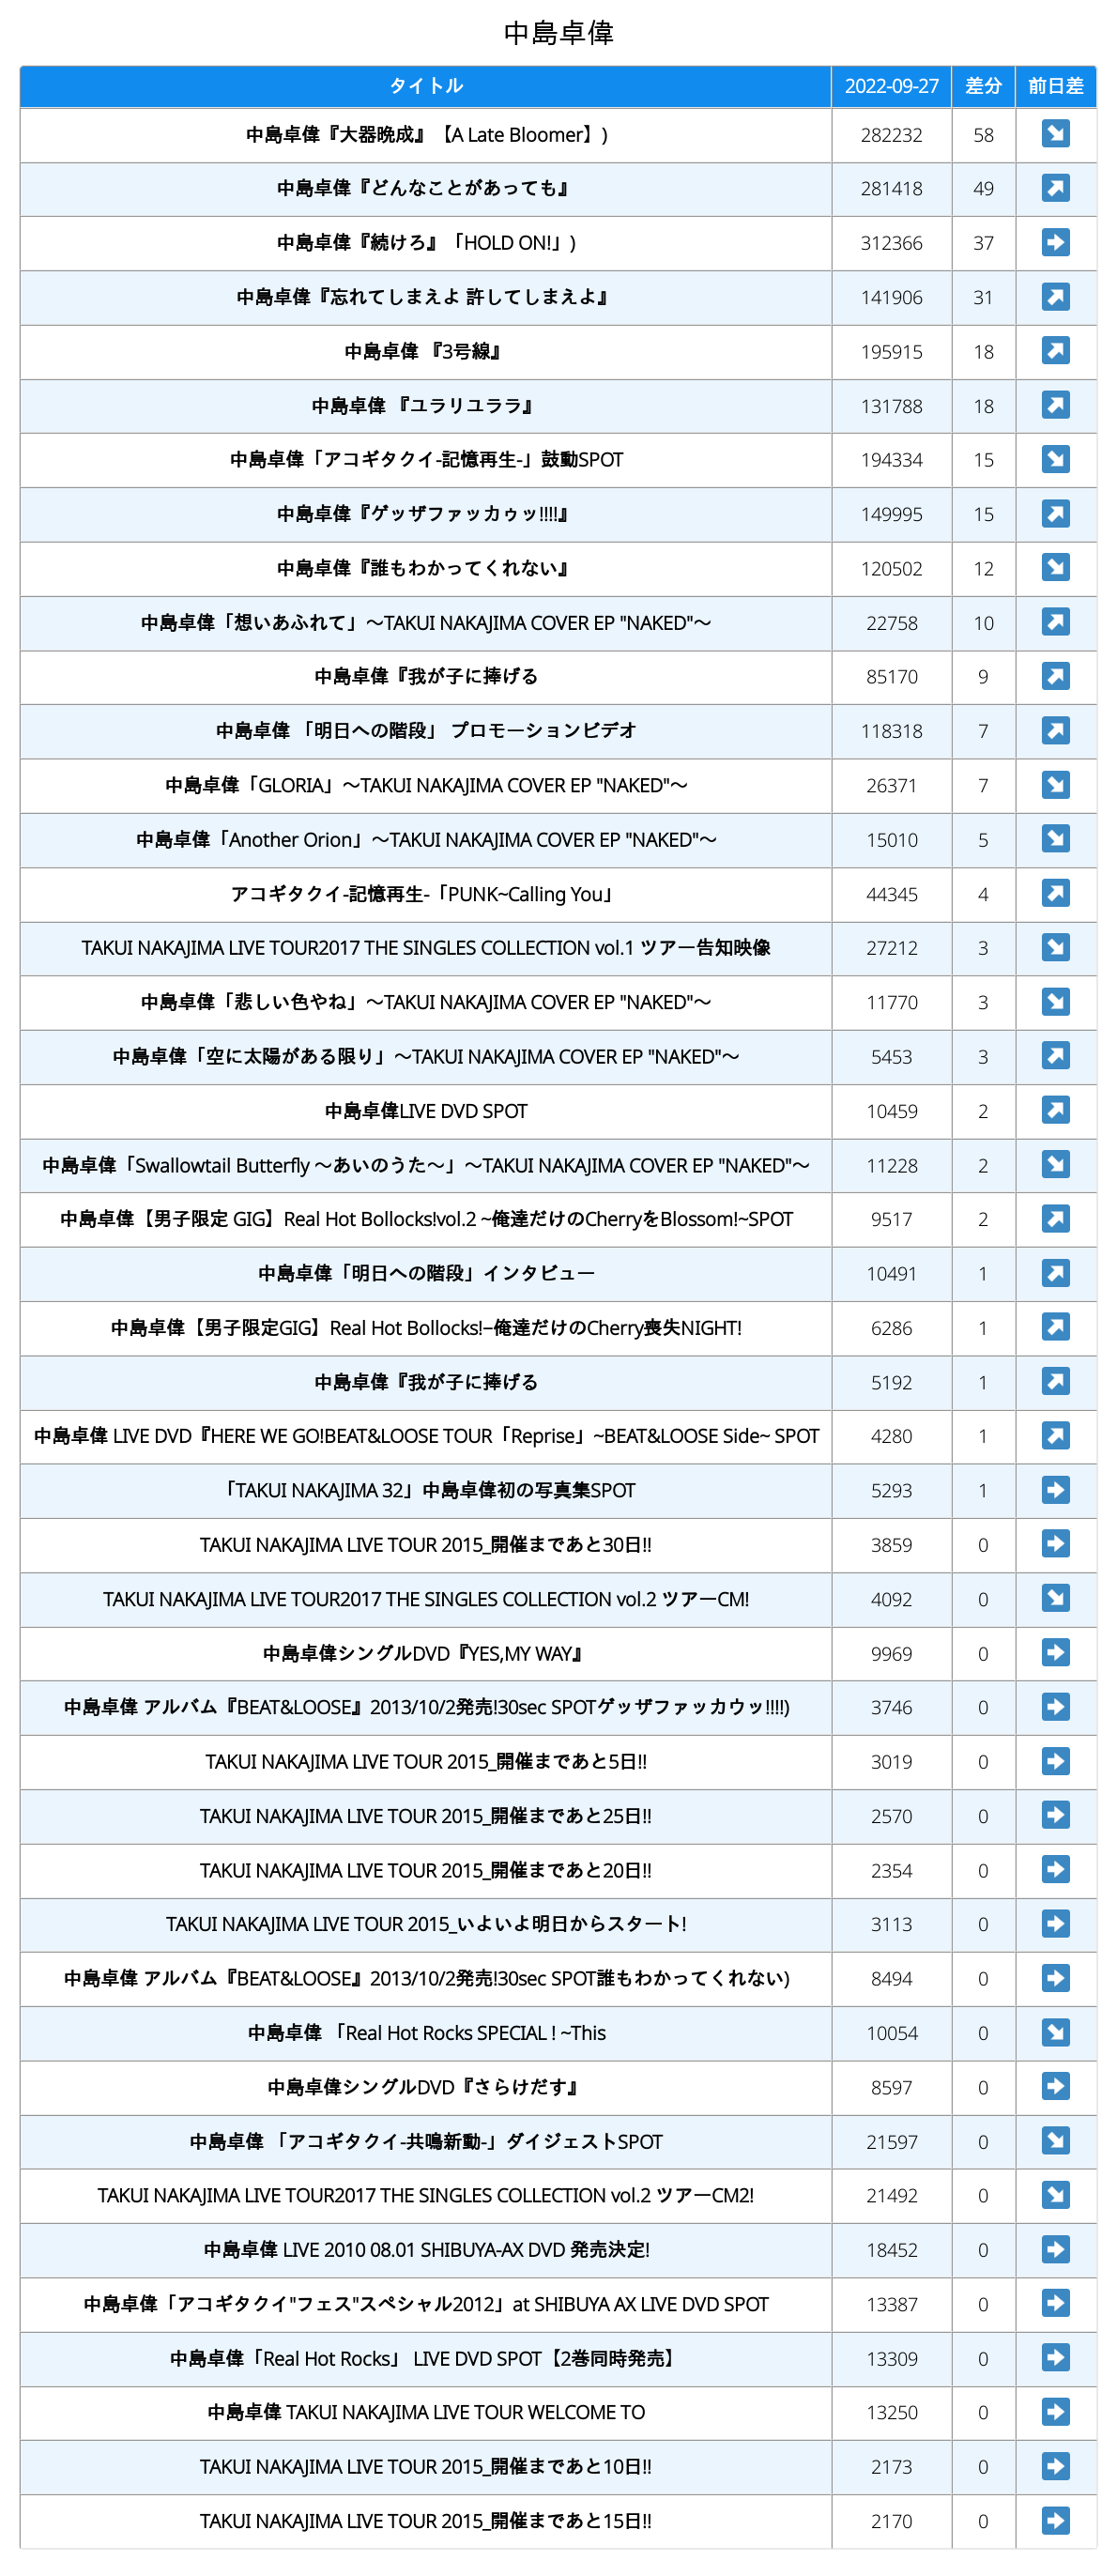 中島卓偉
タイトル 2022-09-27 差分 前日差
中島卓偉『大器晩成』【A Late Bloomer】) 282232 58 ↘
中島卓偉『どんなことがあっても』 281418 49 ↗
中島卓偉『続けろ』「HOLD ON!」) 312366 37 ➡
中島卓偉『忘れてしまえよ 許してしまえよ』 141906 31 ↗
中島卓偉 『3号線』 195915 18 ↗
中島卓偉 『ユラリユララ』 131788 18 ↗
中島卓偉「アコギタクイ-記憶再生-」鼓動SPOT 194334 15 ↘
中島卓偉『ゲッザファッカゥッ!!!!』 149995 15 ↗
中島卓偉『誰もわかってくれない』 120502 12 ↘
中島卓偉「想いあふれて」〜TAKUI NAKAJIMA COVER EP "NAKED"〜 22758 10 ↗
中島卓偉『我が子に捧げる 85170 9 ↗
中島卓偉 「明日への階段」 プロモーションビデオ 118318 7 ↗
中島卓偉「GLORIA」〜TAKUI NAKAJIMA COVER EP "NAKED"〜 26371 7 ↘
中島卓偉「Another Orion」〜TAKUI NAKAJIMA COVER EP "NAKED"〜 15010 5 ↘
アコギタクイ-記憶再生-「PUNK~Calling You」 44345 4 ↗
TAKUI NAKAJIMA LIVE TOUR2017 THE SINGLES COLLECTION vol.1 ツアー告知映像 27212 3 ↘
中島卓偉「悲しい色やね」〜TAKUI NAKAJIMA COVER EP "NAKED"〜 11770 3 ↘
中島卓偉「空に太陽がある限り」〜TAKUI NAKAJIMA COVER EP "NAKED"〜 5453 3 ↗
中島卓偉LIVE DVD SPOT 10459 2 ↗
中島卓偉「Swallowtail Butterfly 〜あいのうた〜」〜TAKUI NAKAJIMA COVER EP "NAKED"〜 11228 2 ↘
中島卓偉【男子限定 GIG】Real Hot Bollocks!vol.2 ~俺達だけのCherryをBlossom!~SPOT 9517 2 ↗
中島卓偉「明日への階段」インタビュー 10491 1 ↗
中島卓偉【男子限定GIG】Real Hot Bollocks!−俺達だけのCherry喪失NIGHT! 6286 1 ↗
中島卓偉『我が子に捧げる 5192 1 ↗
中島卓偉 LIVE DVD『HERE WE GO!BEAT&LOOSE TOUR「Reprise」~BEAT&LOOSE Side~ SPOT 4280 1 ↗
「TAKUI NAKAJIMA 32」中島卓偉初の写真集SPOT 5293 1 ➡
TAKUI NAKAJIMA LIVE TOUR 2015_開催まであと30日!! 3859 0 ➡
TAKUI NAKAJIMA LIVE TOUR2017 THE SINGLES COLLECTION vol.2 ツアーCM! 4092 0 ↘
中島卓偉シングルDVD『YES,MY WAY』 9969 0 ➡
中島卓偉 アルバム『BEAT&LOOSE』2013/10/2発売!30sec SPOTゲッザファッカウッ!!!!) 3746 0 ➡
TAKUI NAKAJIMA LIVE TOUR 2015_開催まであと5日!! 3019 0 ➡
TAKUI NAKAJIMA LIVE TOUR 2015_開催まであと25日!! 2570 0 ➡
TAKUI NAKAJIMA LIVE TOUR 2015_開催まであと20日!! 2354 0 ➡
TAKUI NAKAJIMA LIVE TOUR 2015_いよいよ明日からスタート! 3113 0 ➡
中島卓偉 アルバム『BEAT&LOOSE』2013/10/2発売!30sec SPOT誰もわかってくれない) 8494 0 ➡
中島卓偉 「Real Hot Rocks SPECIAL ! ~This 10054 0 ↘
中島卓偉シングルDVD『さらけだす』 8597 0 ➡
中島卓偉 「アコギタクイ-共鳴新動-」ダイジェストSPOT 21597 0 ↘
TAKUI NAKAJIMA LIVE TOUR2017 THE SINGLES COLLECTION vol.2 ツアーCM2! 21492 0 ↘
中島卓偉 LIVE 2010 08.01 SHIBUYA-AX DVD 発売決定! 18452 0 ➡
中島卓偉「アコギタクイ"フェス"スペシャル2012」at SHIBUYA AX LIVE DVD SPOT 13387 0 ➡
中島卓偉「Real Hot Rocks」 LIVE DVD SPOT【2巻同時発売】 13309 0 ➡
中島卓偉 TAKUI NAKAJIMA LIVE TOUR WELCOME TO 13250 0 ➡
TAKUI NAKAJIMA LIVE TOUR 2015_開催まであと10日!! 2173 0 ➡
TAKUI NAKAJIMA LIVE TOUR 2015_開催まであと15日!! 2170 0 ➡